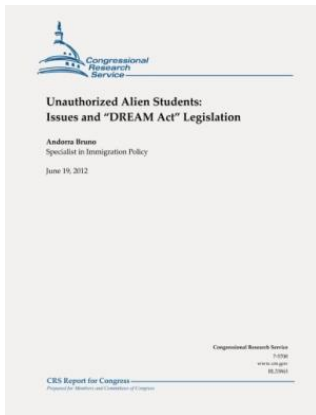 Congressional
Research
Service
Unauthorized Alien Students:
Issues and “DREAM Act” Legislation
Andorra Bruno
Specialist in Immigration Policy
June 19, 2012
Congressional Research Service
7-5700
www.crs.gov
RL33863
CRS Report for Congress
Prepared for Members and Committees of Congress